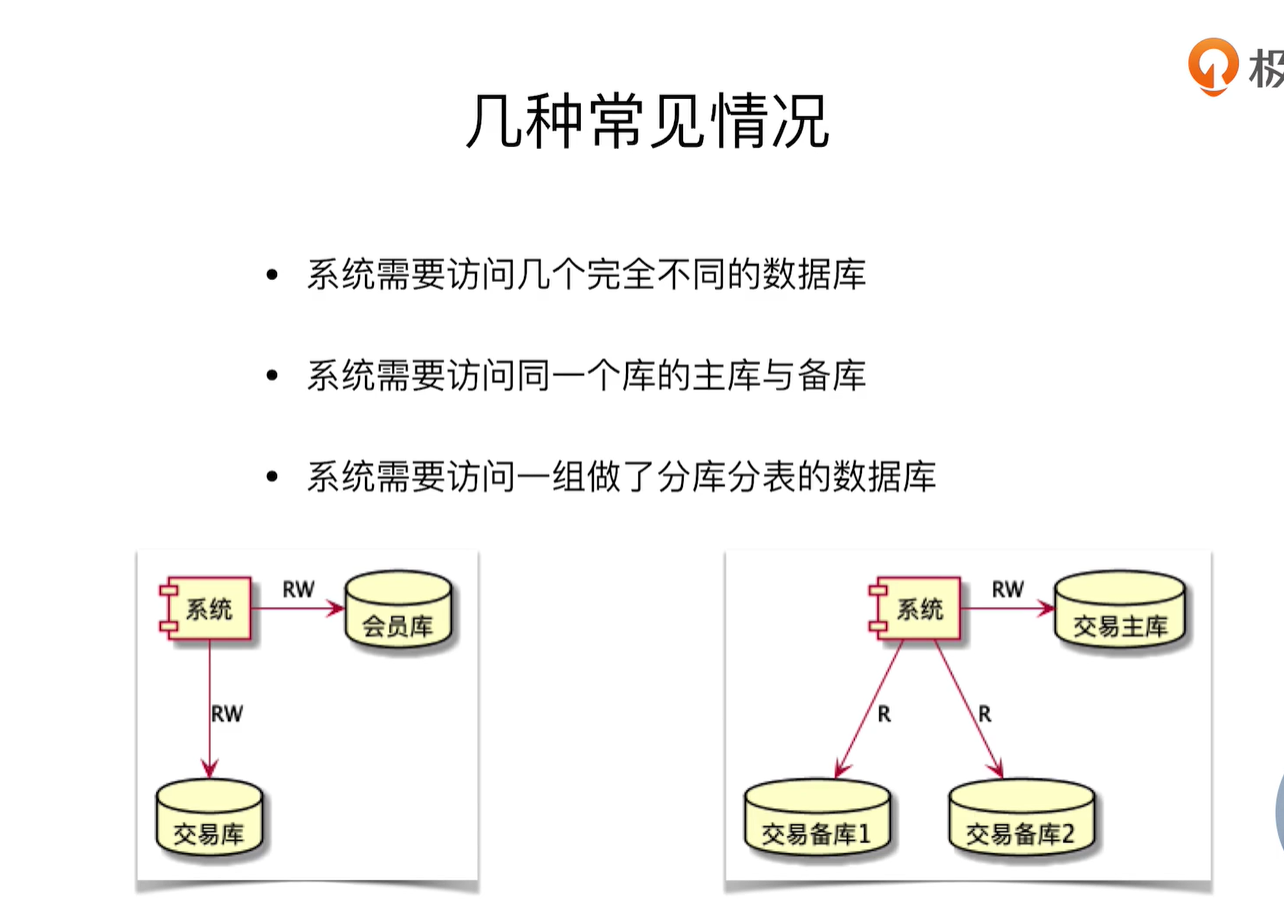 极
几种常见情况
• 系统需要访问几个完全不同的数据库
• 系统需要访问同一个库的主库与备库
• 系统需要访问一组做了分库分表的数据库
系统
RW
会员库
RW
交易库
系统
RW
交易主库
R
R
交易备库1
交易备库2